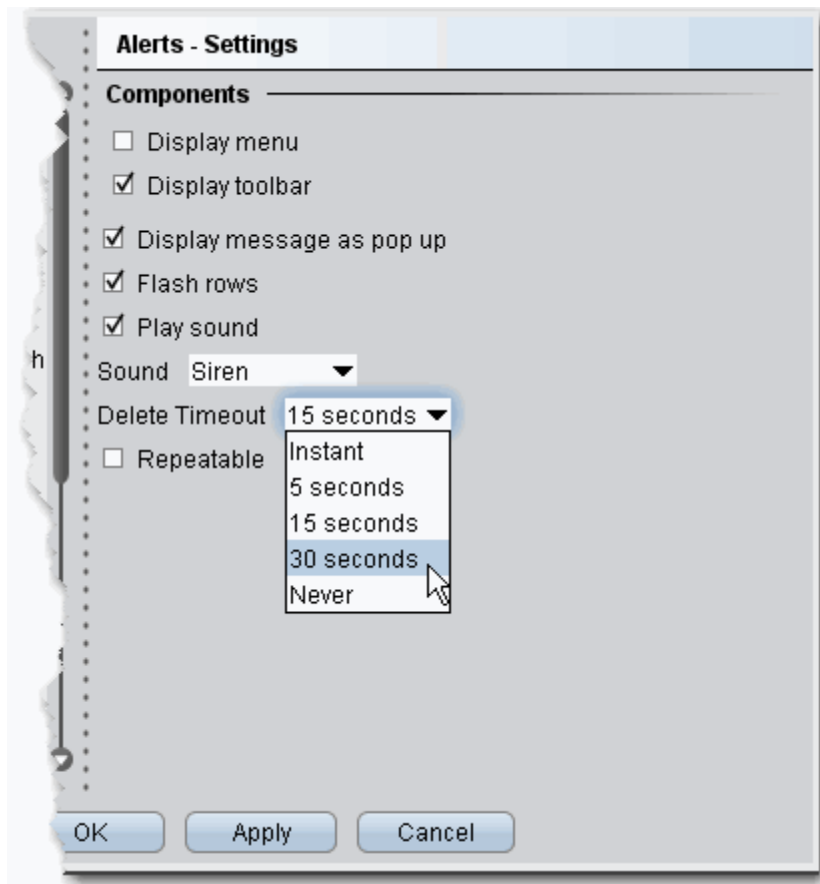 Alerts - Settings
Components
Display menu
Display toolbar
Display message as pop up
Flash rows
Play sound
h
Sound Siren
Delete Timeout 15 seconds
Repeatable
Instant
5 seconds
15 seconds
30 seconds
Never
OK Apply Cancel